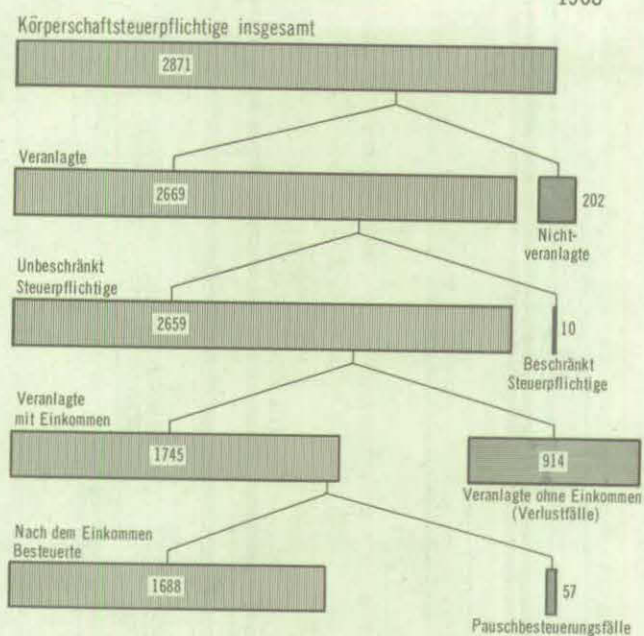 Körperschaftsteuerpflichtige insgesamt
2871
Veranlagte
2669
202
Nicht-
veranlagte
Unbeschränkt
Steuerpflichtige
2659
10
Beschränkt
Steuerpflichtige
Veranlagte
mit Einkommen
1745
914
Veranlagte ohne Einkommen
(Verlustfälle)
Nach dem Einkommen
Besteuerte
1688
57
Pauschbesteuerungsfälle